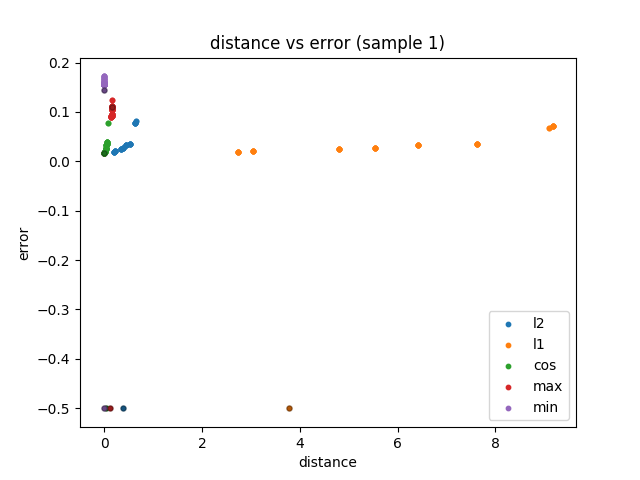 distance vs error (sample 1)
0.2
0.1
0.0
−0.1
−0.2
−0.3
−0.4
−0.5
error
0 2 4 6 8
distance
l2
l1
cos
max
min